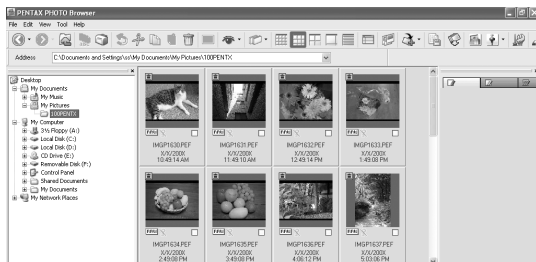 PENTAX PHOTO Browser
File Edit View Tool Help
Address C:\Documents and Settings\ss\My Documents\My Pictures\100PENTX
Desktop
My Documents
My Music
My Pictures
100PENTX
My Computer
3½ Floppy (A:)
Local Disk (C:)
Local Disk (D:)
CD Drive (E:)
Removable Disk (F:)
Control Panel
Shared Documents
My Documents
My Network Places
IMGP1630.PEF IMGP1631.PEF IMGP1632.PEF IMGP1633.PEF
X/X/200X X/X/200X X/X/200X X/X/200X
10:49:14 AM 11:49:10 AM 12:49:14 PM 1:49:08 PM
IMGP1634.PEF IMGP1635.PEF IMGP1636.PEF IMGP1637.PEF
X/X/200X X/X/200X X/X/200X X/X/200X
2:49:08 PM 3:49:08 PM 4:06:12 PM 5:03:06 PM